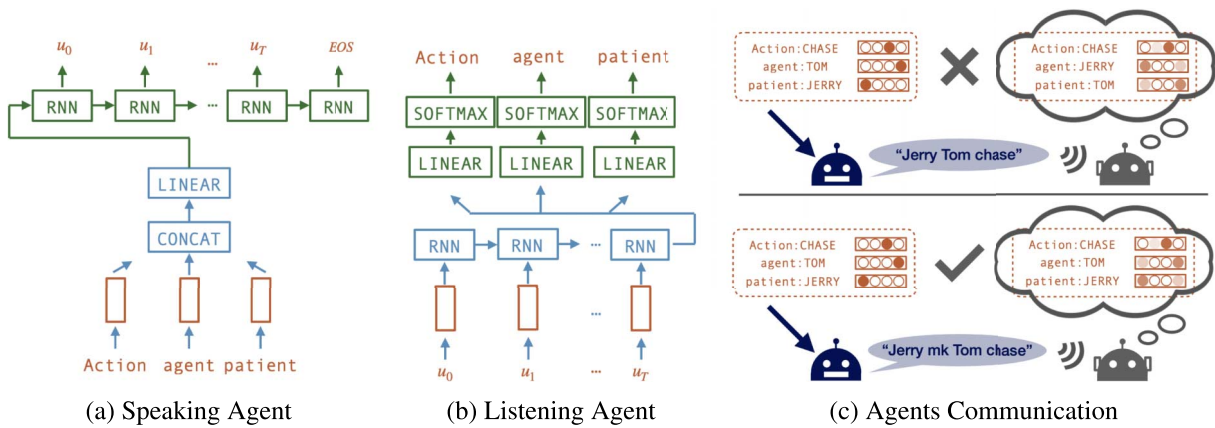 u₀ u₁ u_T EOS
...
RNN RNN ... RNN RNN
LINEAR
CONCAT
Action agent patient
(a) Speaking Agent
Action agent patient
SOFTMAX SOFTMAX SOFTMAX
LINEAR LINEAR LINEAR
RNN RNN ... RNN
...
u₀ u₁ ... u_T
(b) Listening Agent
Action:CHASE
agent:TOM
patient:JERRY
Action:CHASE
agent:JERRY
patient:TOM
“Jerry Tom chase”
Action:CHASE
agent:TOM
patient:JERRY
Action:CHASE
agent:TOM
patient:JERRY
“Jerry mk Tom chase”
(c) Agents Communication